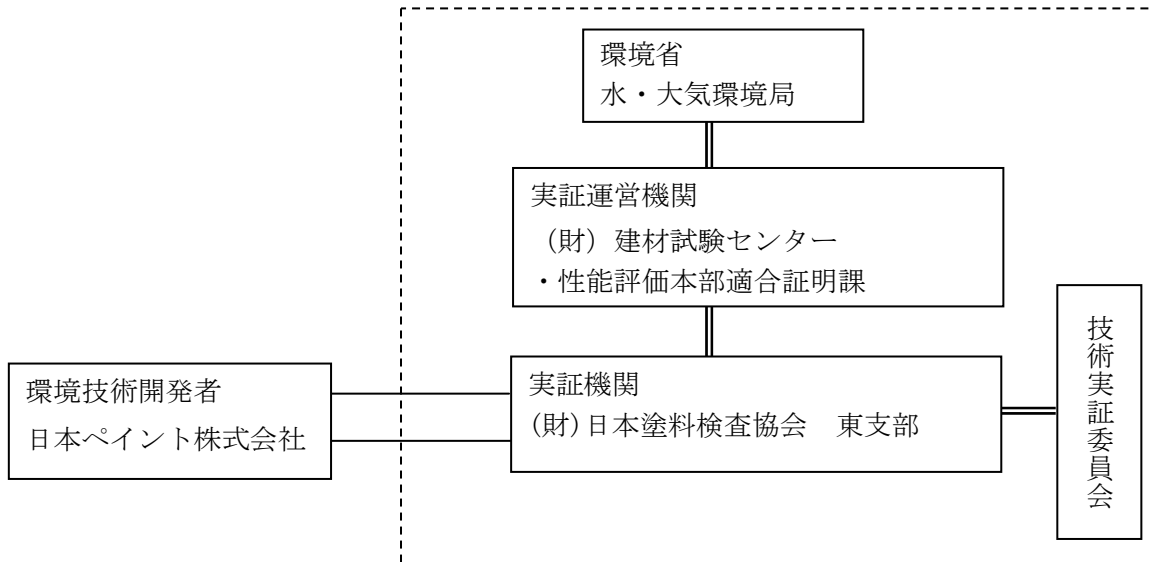 環境省
水・大気環境局
実証運営機関
（財）建材試験センター
・性能評価本部適合証明課
環境技術開発者
日本ペイント株式会社
実証機関
(財)日本塗料検査協会　東支部
技術実証委員会